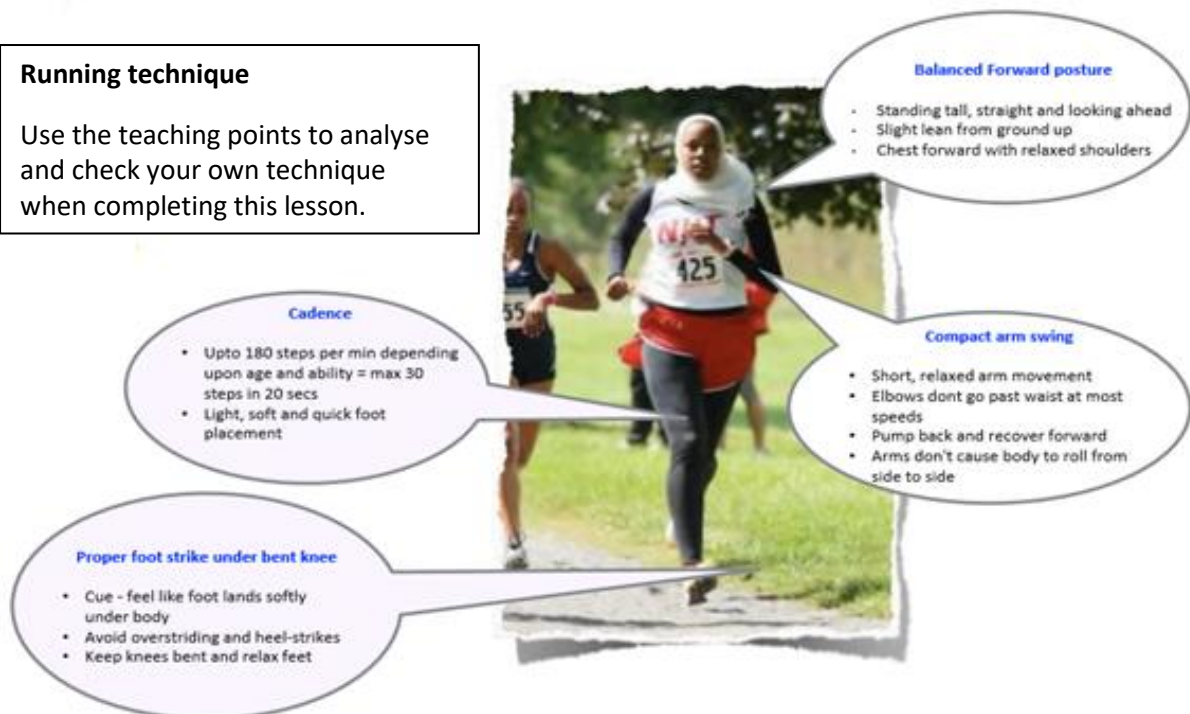 Running technique
Use the teaching points to analyse
and check your own technique
when completing this lesson.
Balanced Forward posture
- Standing tall, straight and looking ahead
- Slight lean from ground up
- Chest forward with relaxed shoulders
Cadence
• Upto 180 steps per min depending
upon age and ability = max 30
steps in 20 secs
• Light, soft and quick foot
placement
Compact arm swing
• Short, relaxed arm movement
• Elbows dont go past waist at most
speeds
• Pump back and recover forward
• Arms don't cause body to roll from
side to side
Proper foot strike under bent knee
• Cue - feel like foot lands softly
under body
• Avoid overstriding and heel-strikes
• Keep knees bent and relax feet
425
55